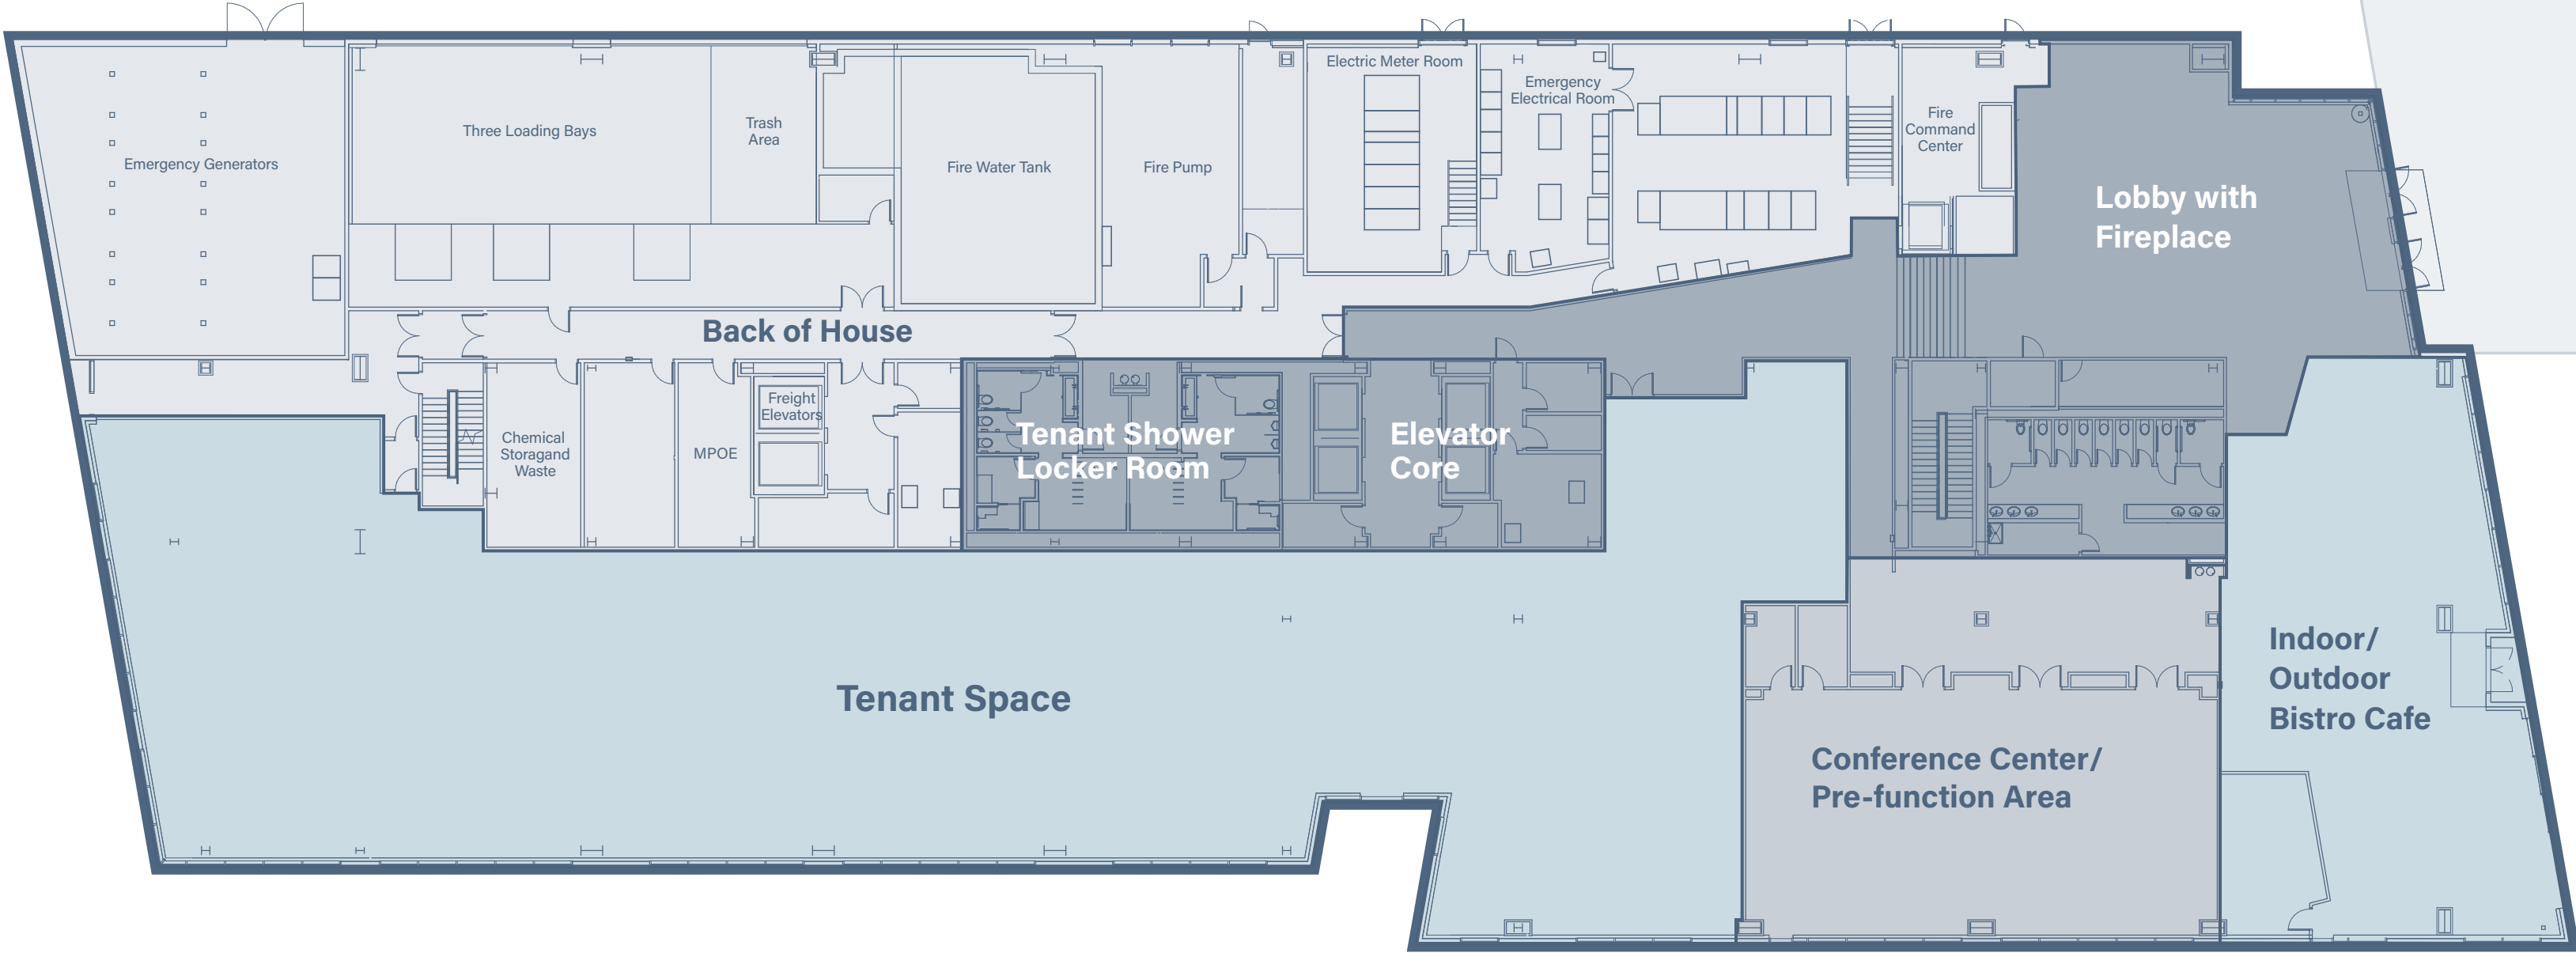 Electric Meter Room
Emergency
Electrical Room
Three Loading Bays
Trash
Area
Fire
Command
Center
Emergency Generators
Fire Water Tank
Fire Pump
Lobby with
Fireplace
Back of House
Freight
Elevators
Chemical
Storagand
Waste
MPOE
Tenant Shower
Locker Room
Elevator
Core
Tenant Space
Indoor/
Outdoor
Bistro Cafe
Conference Center/
Pre-function Area